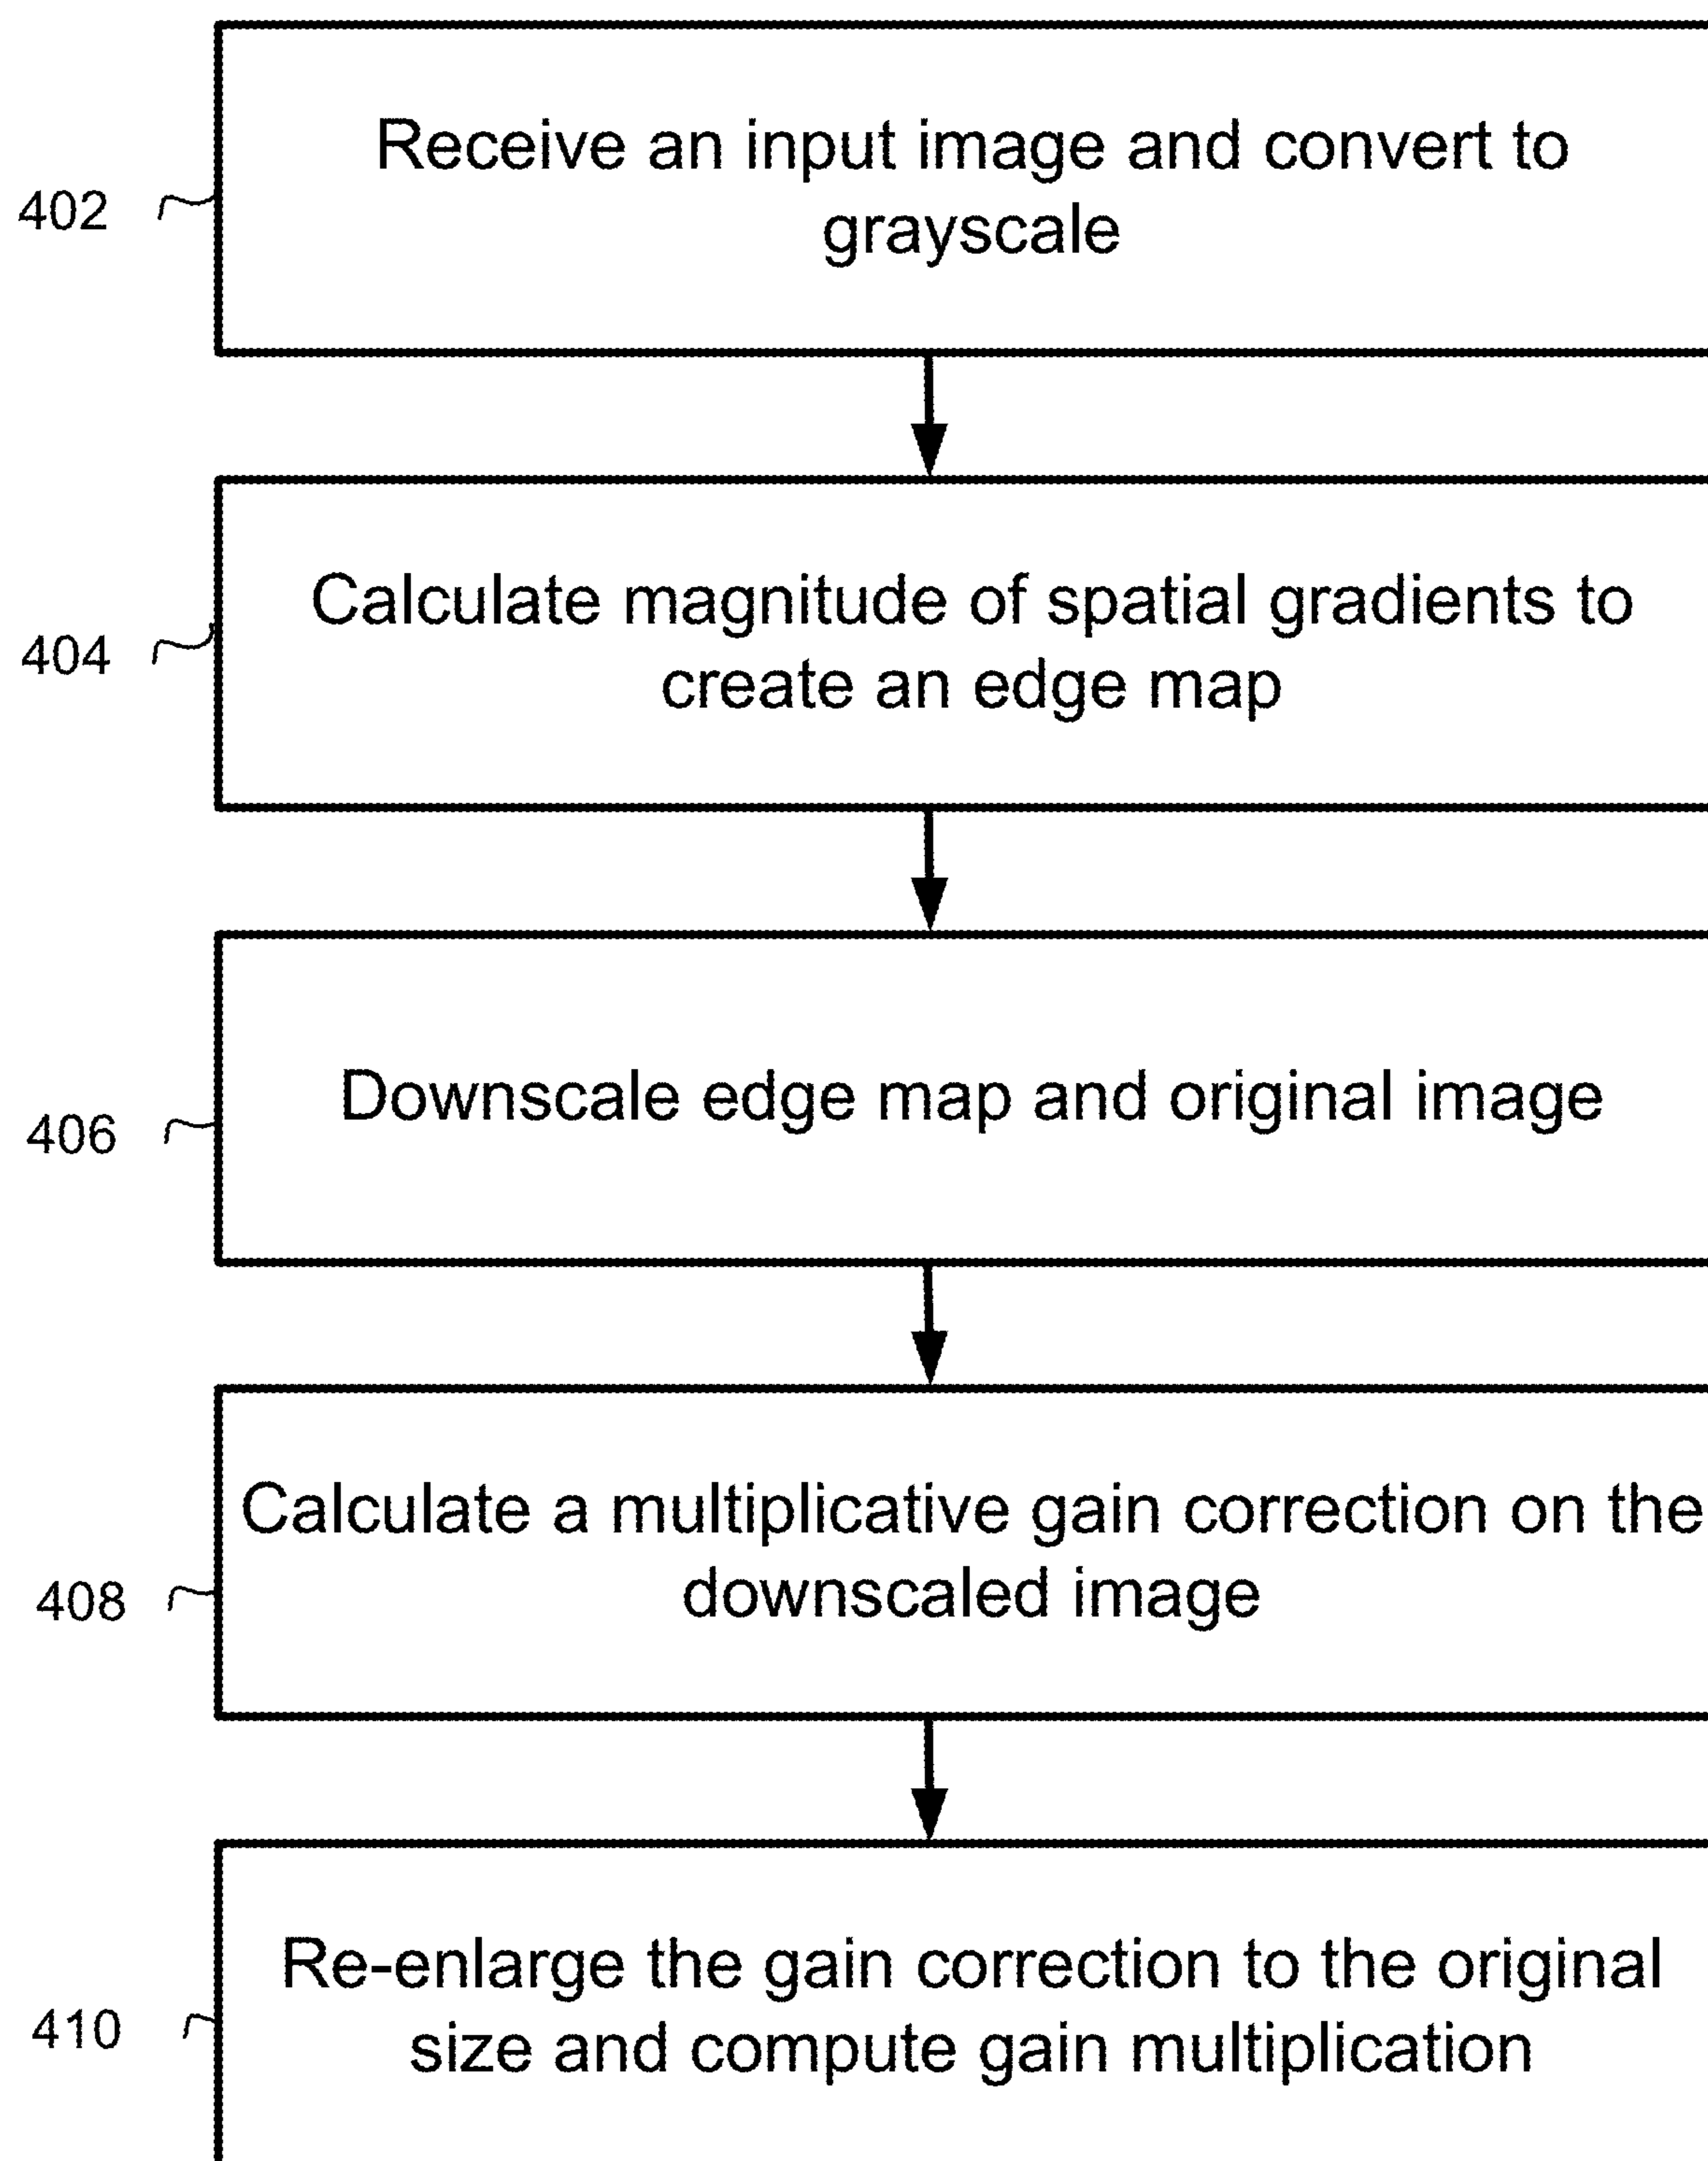 Receive an input image and convert to
grayscale
402
Calculate magnitude of spatial gradients to
create an edge map
404
Downscale edge map and original image
406
Calculate a multiplicative gain correction on the
downscaled image
408
Re-enlarge the gain correction to the original
size and compute gain multiplication
410